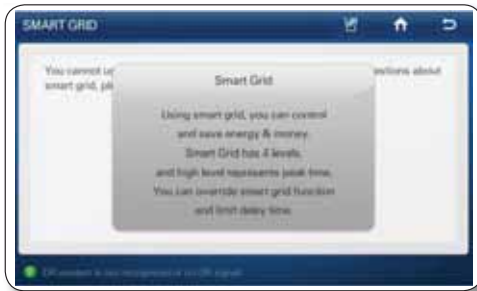 SMART GRID
You cannot
smart grid,
Smart Grid
Using smart grid, you can control
and save energy & money.
Smart Grid has 4 levels,
and high level represents peak time.
You can override smart grid function
and limit delay time.
about